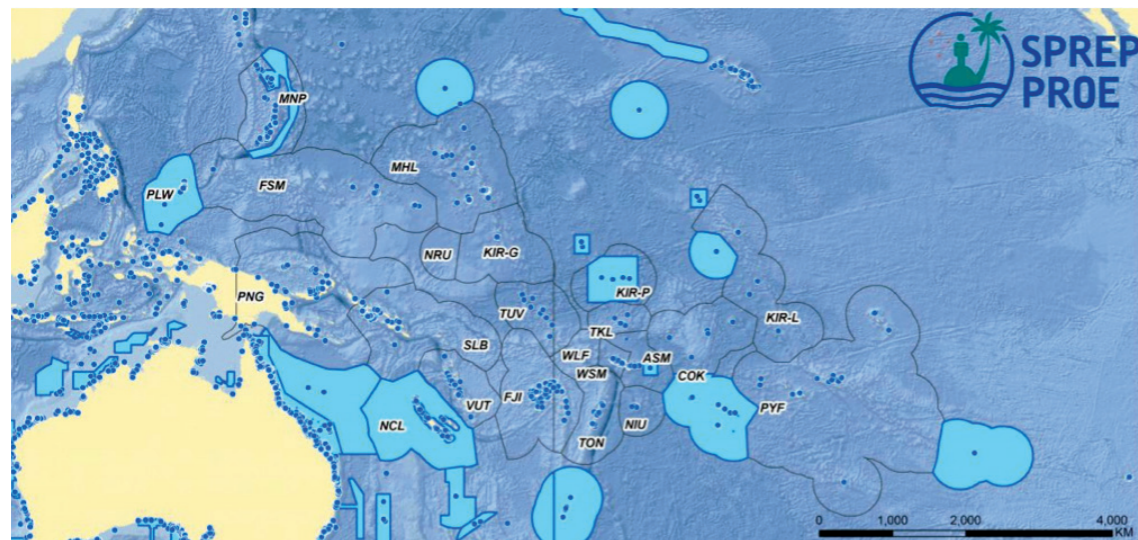 SPREP
PROE
MNP
MHL
PLW
FSM
NRU
KIR-G
KIR-P
PNG
TUV
TKL
KIR-L
SLB
WLF
ASM
WSM
COK
VUT
FJI
PYF
NCL
NIU
TON
0 1,000 2,000 4,000
KM